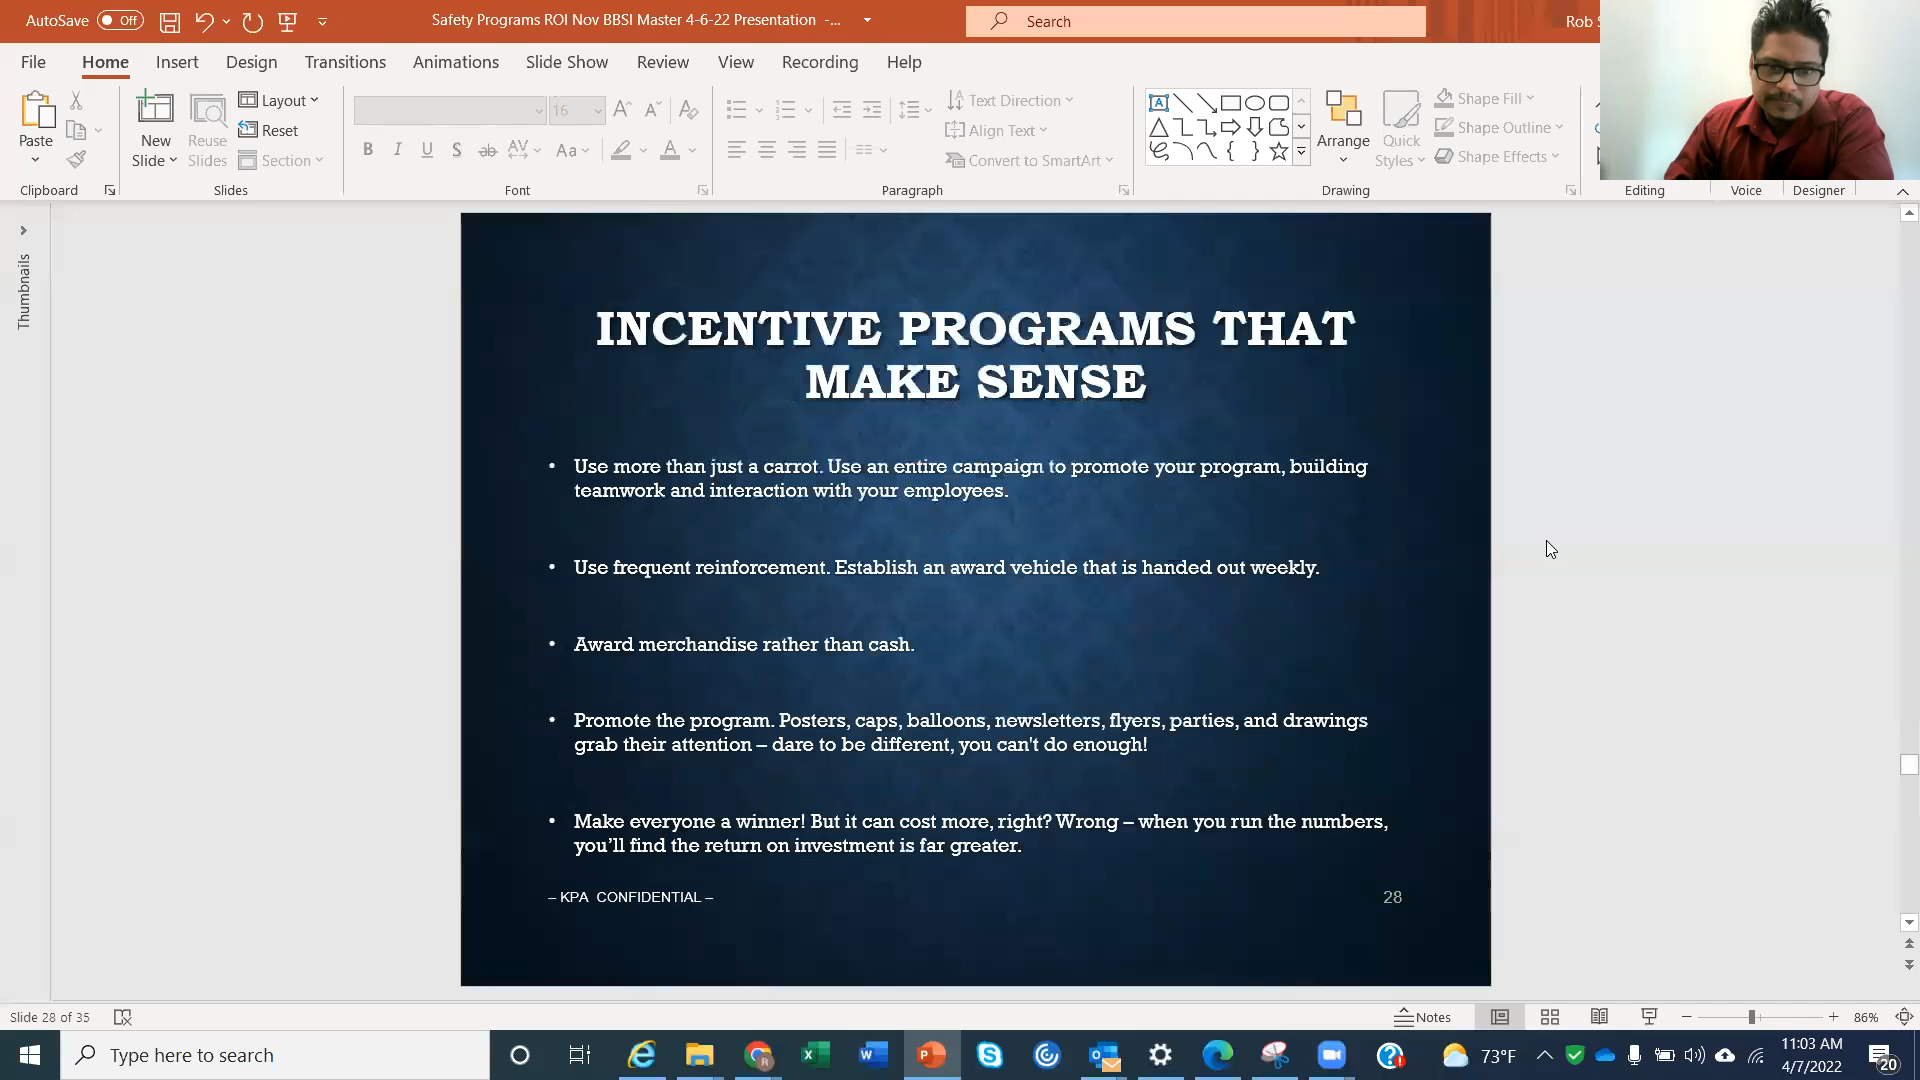 AutoSave Off Safety Programs ROI Nov BBSI Master 4-6-22 Presentation -... Search Rob S
File Home Insert Design Transitions Animations Slide Show Review View Recording Help
Paste
New Slide
Reuse Slides
Layout
Reset
Section
16
B I U S ab AV Aa A
Text Direction
Align Text
Convert to SmartArt
Arrange
Quick Styles
Shape Fill
Shape Outline
Shape Effects
Clipboard Slides Font Paragraph Drawing Editing Voice Designer
Thumbnails
INCENTIVE PROGRAMS THAT
MAKE SENSE
• Use more than just a carrot. Use an entire campaign to promote your program, building
teamwork and interaction with your employees.
• Use frequent reinforcement. Establish an award vehicle that is handed out weekly.
• Award merchandise rather than cash.
• Promote the program. Posters, caps, balloons, newsletters, flyers, parties, and drawings
grab their attention – dare to be different, you can't do enough!
• Make everyone a winner! But it can cost more, right? Wrong – when you run the numbers,
you’ll find the return on investment is far greater.
– KPA CONFIDENTIAL – 28
Slide 28 of 35 Notes 86%
Type here to search 73°F 11:03 AM
4/7/2022 20